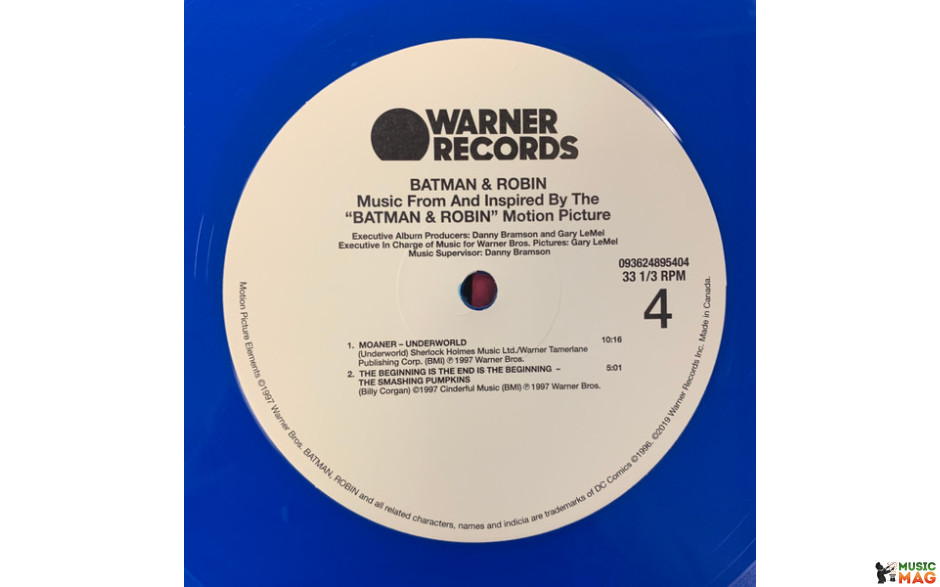 WARNER
RECORDS
BATMAN & ROBIN
Music From And Inspired By The
“BATMAN & ROBIN” Motion Picture
Executive Album Producers: Danny Bramson and Gary LeMel
Executive In Charge of Music for Warner Bros. Pictures: Gary LeMel
Music Supervisor: Danny Bramson
093624895404
33 1/3 RPM
4
1. MOANER – UNDERWORLD 10:16
(Underworld) Sherlock Holmes Music Ltd./Warner Tamerlane
Publishing Corp. (BMI) ℗ 1997 Warner Bros.
2. THE BEGINNING IS THE END IS THE BEGINNING – 5:01
THE SMASHING PUMPKINS
(Billy Corgan) ©1997 Cinderful Music (BMI) ℗ 1997 Warner Bros.
Motion Picture Elements ©1997 Warner Bros. BATMAN, ROBIN and all related characters, names and indicia are trademarks of DC Comics ©1996. ©2019 Warner Records Inc. Made in Canada.
MUSIC
MAG